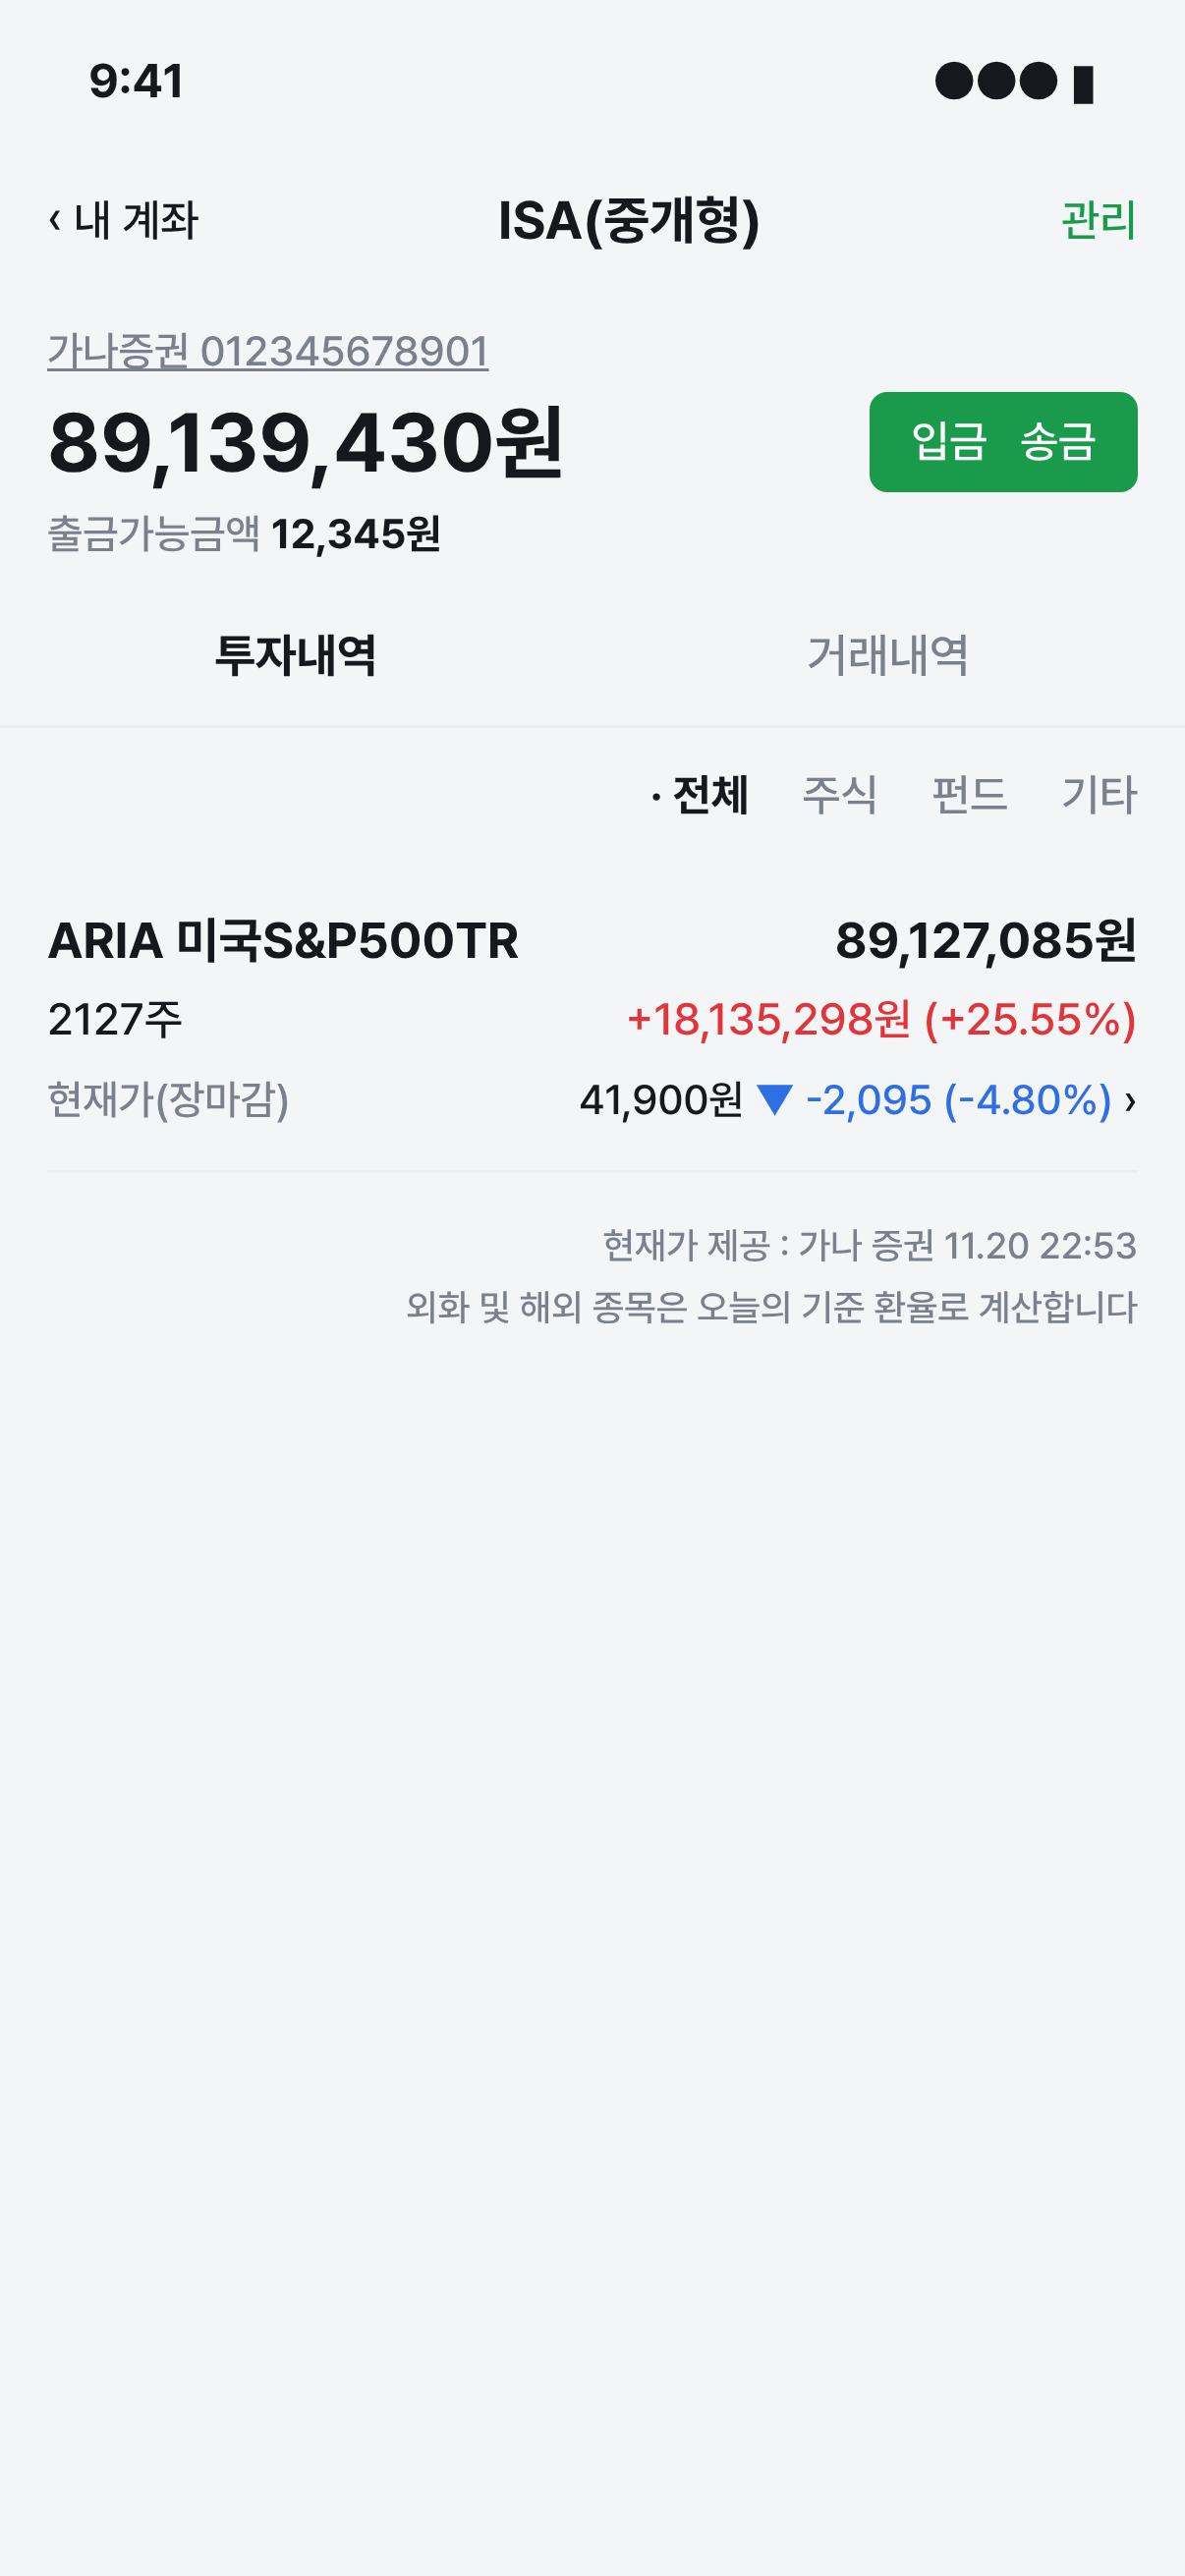 9:41
‹ 내 계좌 ISA(중개형) 관리
가나증권 012345678901
89,139,430원 입금 송금
출금가능금액 12,345원
투자내역 거래내역
· 전체 주식 펀드 기타
ARIA 미국S&P500TR 89,127,085원
2127주 +18,135,298원 (+25.55%)
현재가(장마감) 41,900원 ▼ -2,095 (-4.80%) ›
현재가 제공 : 가나 증권 11.20 22:53
외화 및 해외 종목은 오늘의 기준 환율로 계산합니다